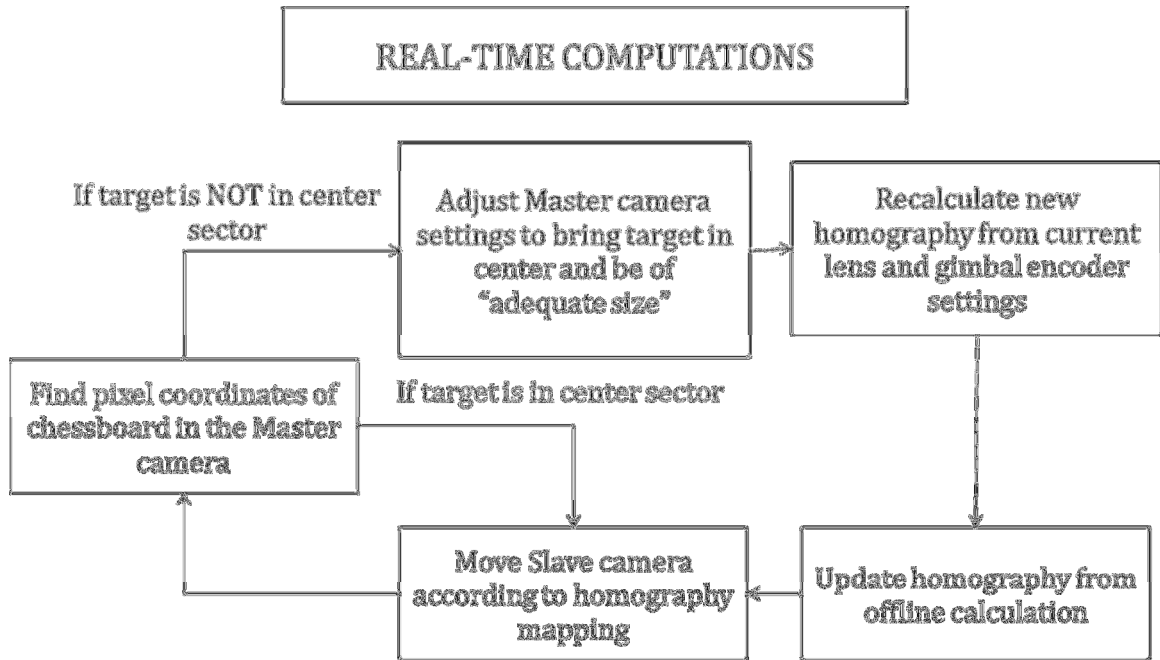 REAL-TIME COMPUTATIONS
If target is NOT in center
sector
Adjust Master camera
settings to bring target in
center and be of
“adequate size”
Recalculate new
homography from current
lens and gimbal encoder
settings
Find pixel coordinates of
chessboard in the Master
camera
If target is in center sector
Move Slave camera
according to homography
mapping
Update homography from
offline calculation